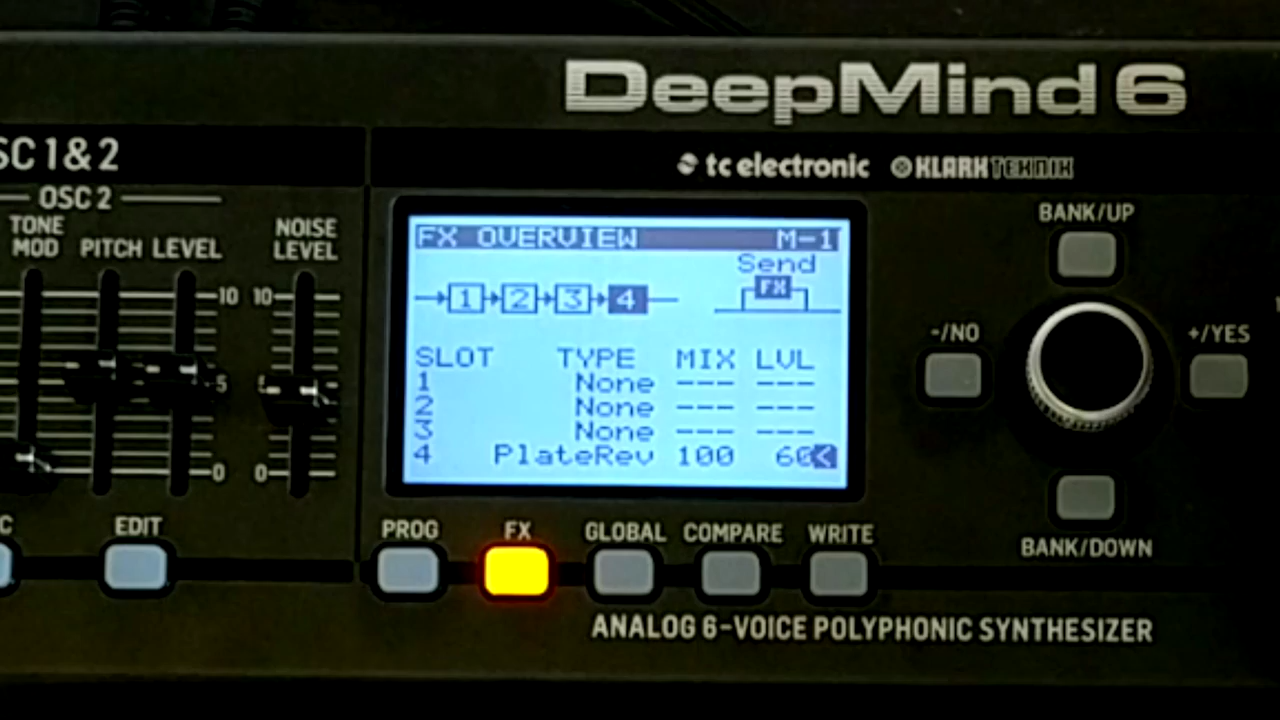 DeepMind 6
SC 1 & 2
tc electronic KLARK TEKNIK
OSC 2
TONE MOD PITCH LEVEL
NOISE LEVEL
10 10
5
0 0
FX OVERVIEW M-1
Send
FX
1 2 3 4
SLOT TYPE MIX LVL
1 None --- ---
2 None --- ---
3 None --- ---
4 PlateRev 100 60<
BANK/UP
-/NO +/YES
BANK/DOWN
C EDIT
PROG FX GLOBAL COMPARE WRITE
ANALOG 6-VOICE POLYPHONIC SYNTHESIZER